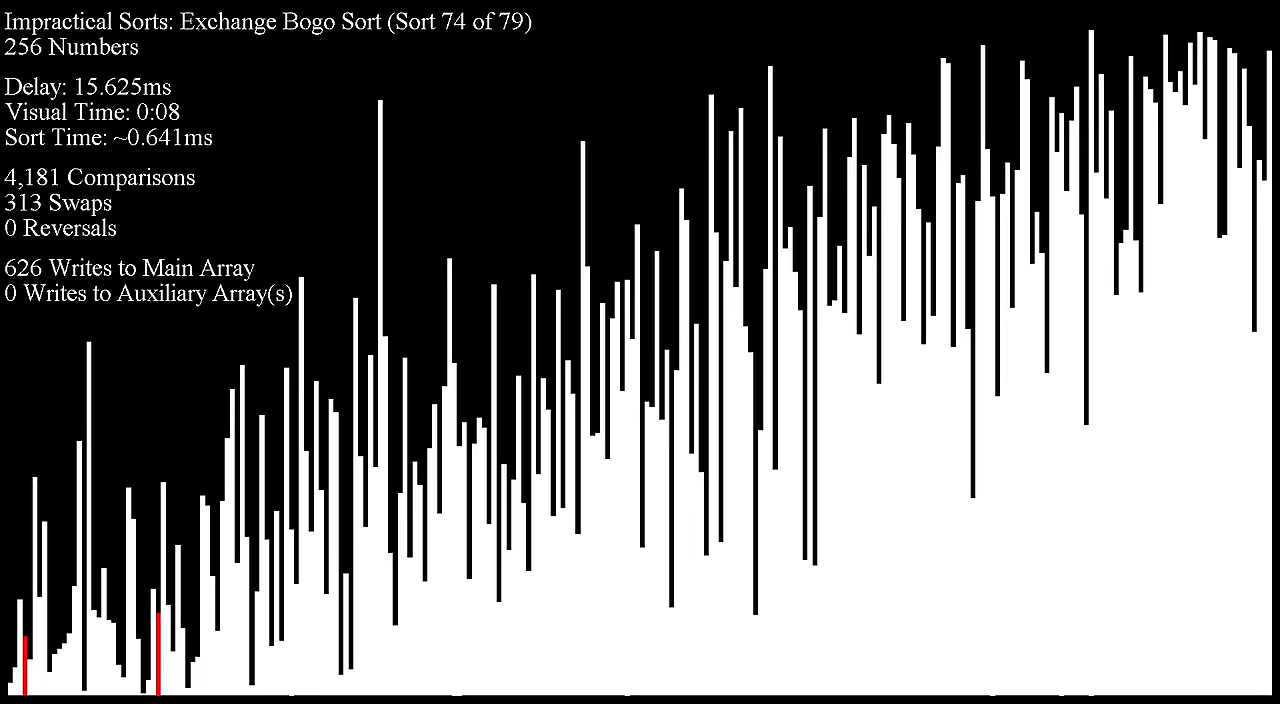 Impractical Sorts: Exchange Bogo Sort (Sort 74 of 79)
256 Numbers
Delay: 15.625ms
Visual Time: 0:08
Sort Time: ~0.641ms
4,181 Comparisons
313 Swaps
0 Reversals
626 Writes to Main Array
0 Writes to Auxiliary Array(s)